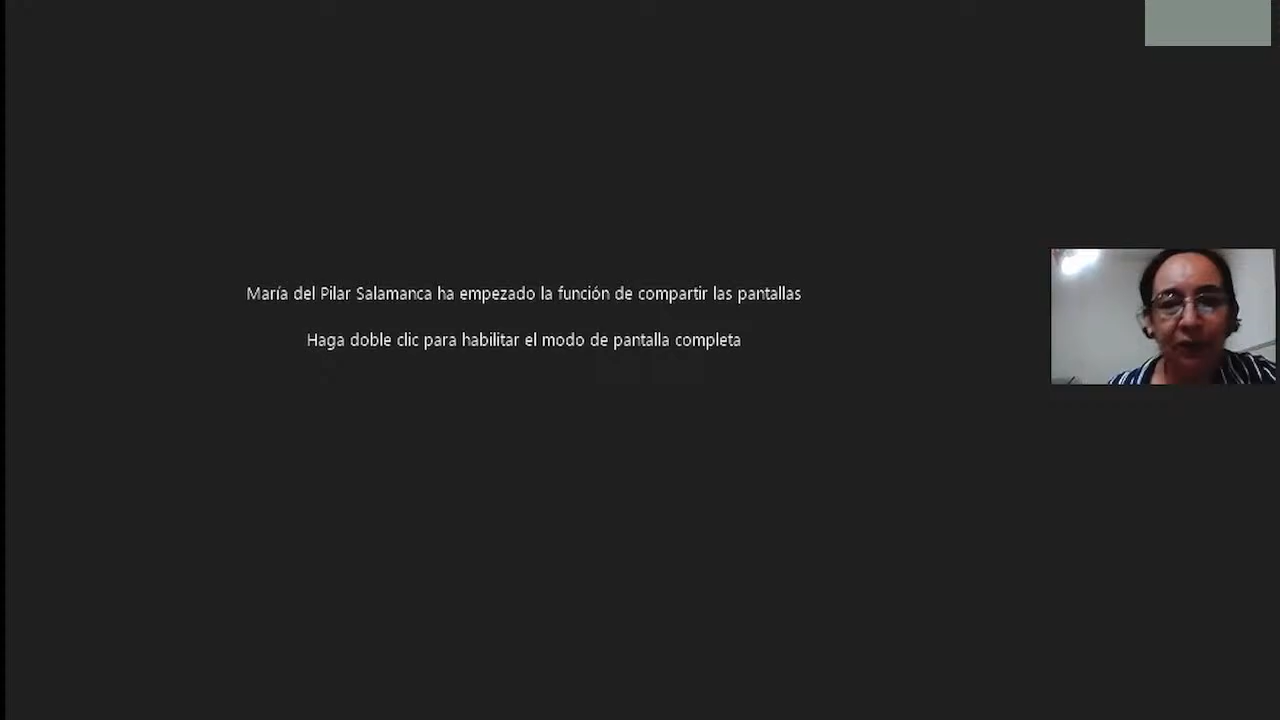 María del Pilar Salamanca ha empezado la función de compartir las pantallas
Haga doble clic para habilitar el modo de pantalla completa